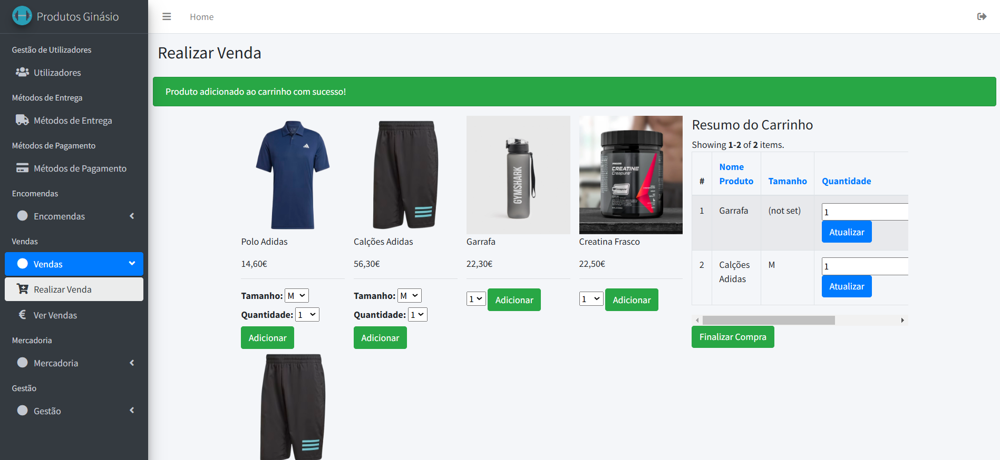 Produtos Ginásio
Home
Gestão de Utilizadores
Utilizadores
Métodos de Entrega
Métodos de Entrega
Métodos de Pagamento
Métodos de Pagamento
Encomendas
Encomendas
Vendas
Vendas
Realizar Venda
Ver Vendas
Mercadoria
Mercadoria
Gestão
Gestão
Realizar Venda
Produto adicionado ao carrinho com sucesso!
Polo Adidas
14,60€
Tamanho: M
Quantidade: 1
Adicionar
Calções Adidas
56,30€
Tamanho: M
Quantidade: 1
Adicionar
GYMSHARK
Garrafa
22,30€
1 Adicionar
CREATINE
Creapure
Creatina Frasco
22,50€
1 Adicionar
Resumo do Carrinho
Showing 1-2 of 2 items.
# Nome Produto Tamanho Quantidade
1 Garrafa (not set) 1
Atualizar
2 Calções Adidas M 1
Atualizar
Finalizar Compra